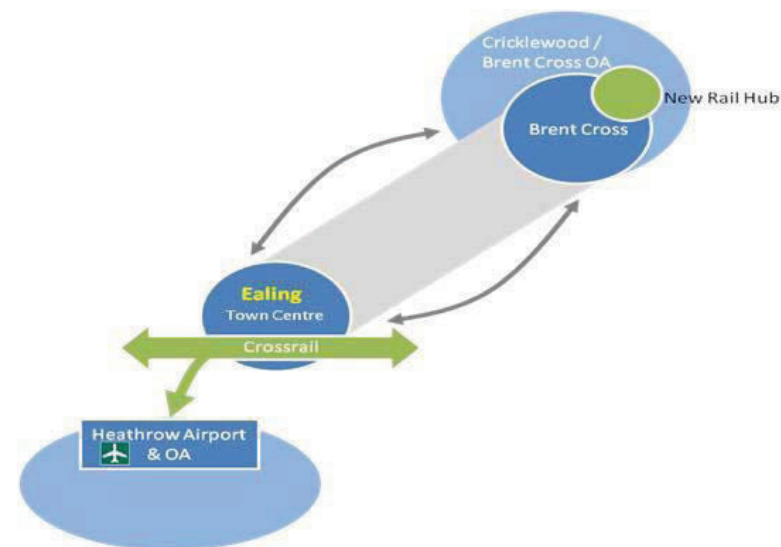 Cricklewood /
Brent Cross OA
New Rail Hub
Brent Cross
Ealing
Town Centre
Crossrail
Heathrow Airport
& OA